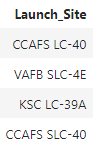 Launch_Site
CCAFS LC-40
VAFB SLC-4E
KSC LC-39A
CCAFS SLC-40